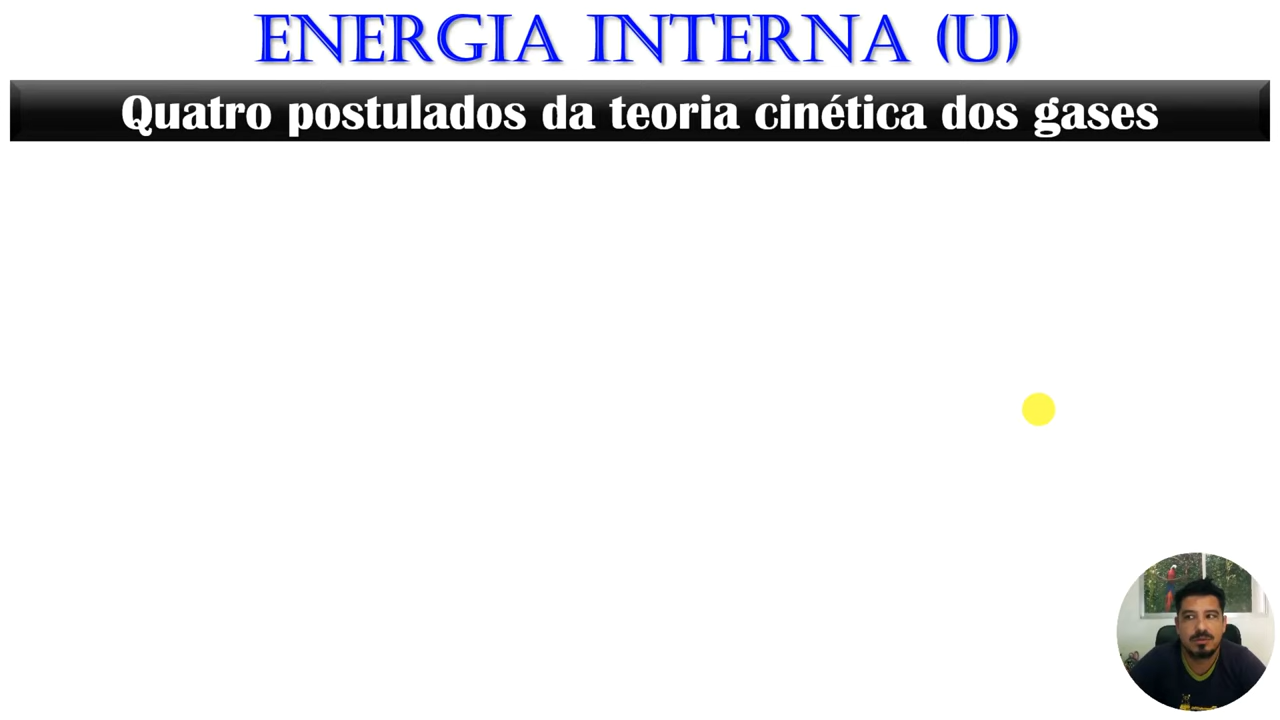 ENERGIA INTERNA (U)
Quatro postulados da teoria cinética dos gases